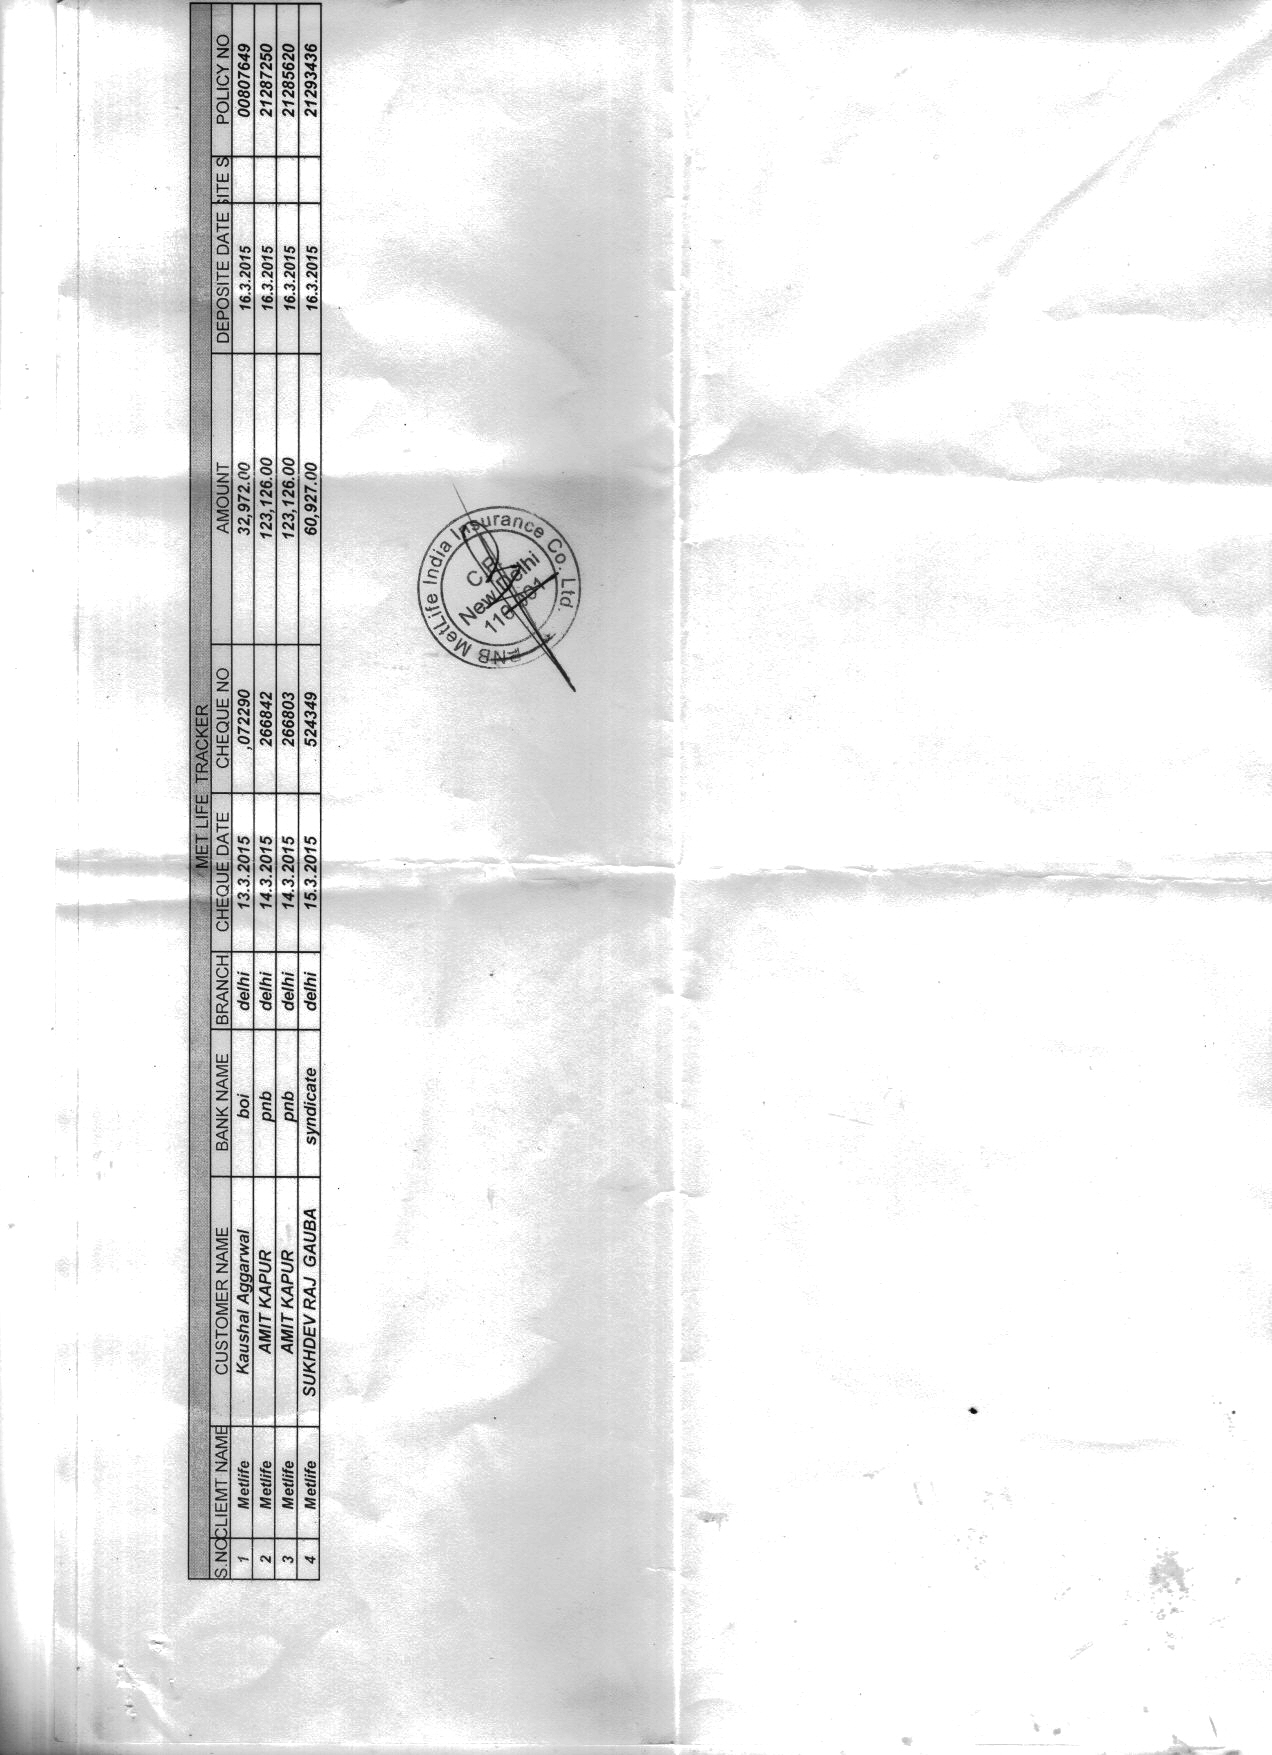 MET LIFE TRACKER
S.NO CLIEMT NAME CUSTOMER NAME BANK NAME BRANCH CHEQUE DATE CHEQUE NO AMOUNT DEPOSITE DATE SITE S POLICY NO
1 Metlife Kaushal Aggarwal boi delhi 13.3.2015 ,072290 32,972.00 16.3.2015 00807649
2 Metlife AMIT KAPUR pnb delhi 14.3.2015 266842 123,126.00 16.3.2015 21287250
3 Metlife AMIT KAPUR pnb delhi 14.3.2015 266803 123,126.00 16.3.2015 21285620
4 Metlife SUKHDEV RAJ GAUBA syndicate delhi 15.3.2015 524349 60,927.00 16.3.2015 21293436
PNB MetLife India Insurance Co. Ltd.
New Delhi